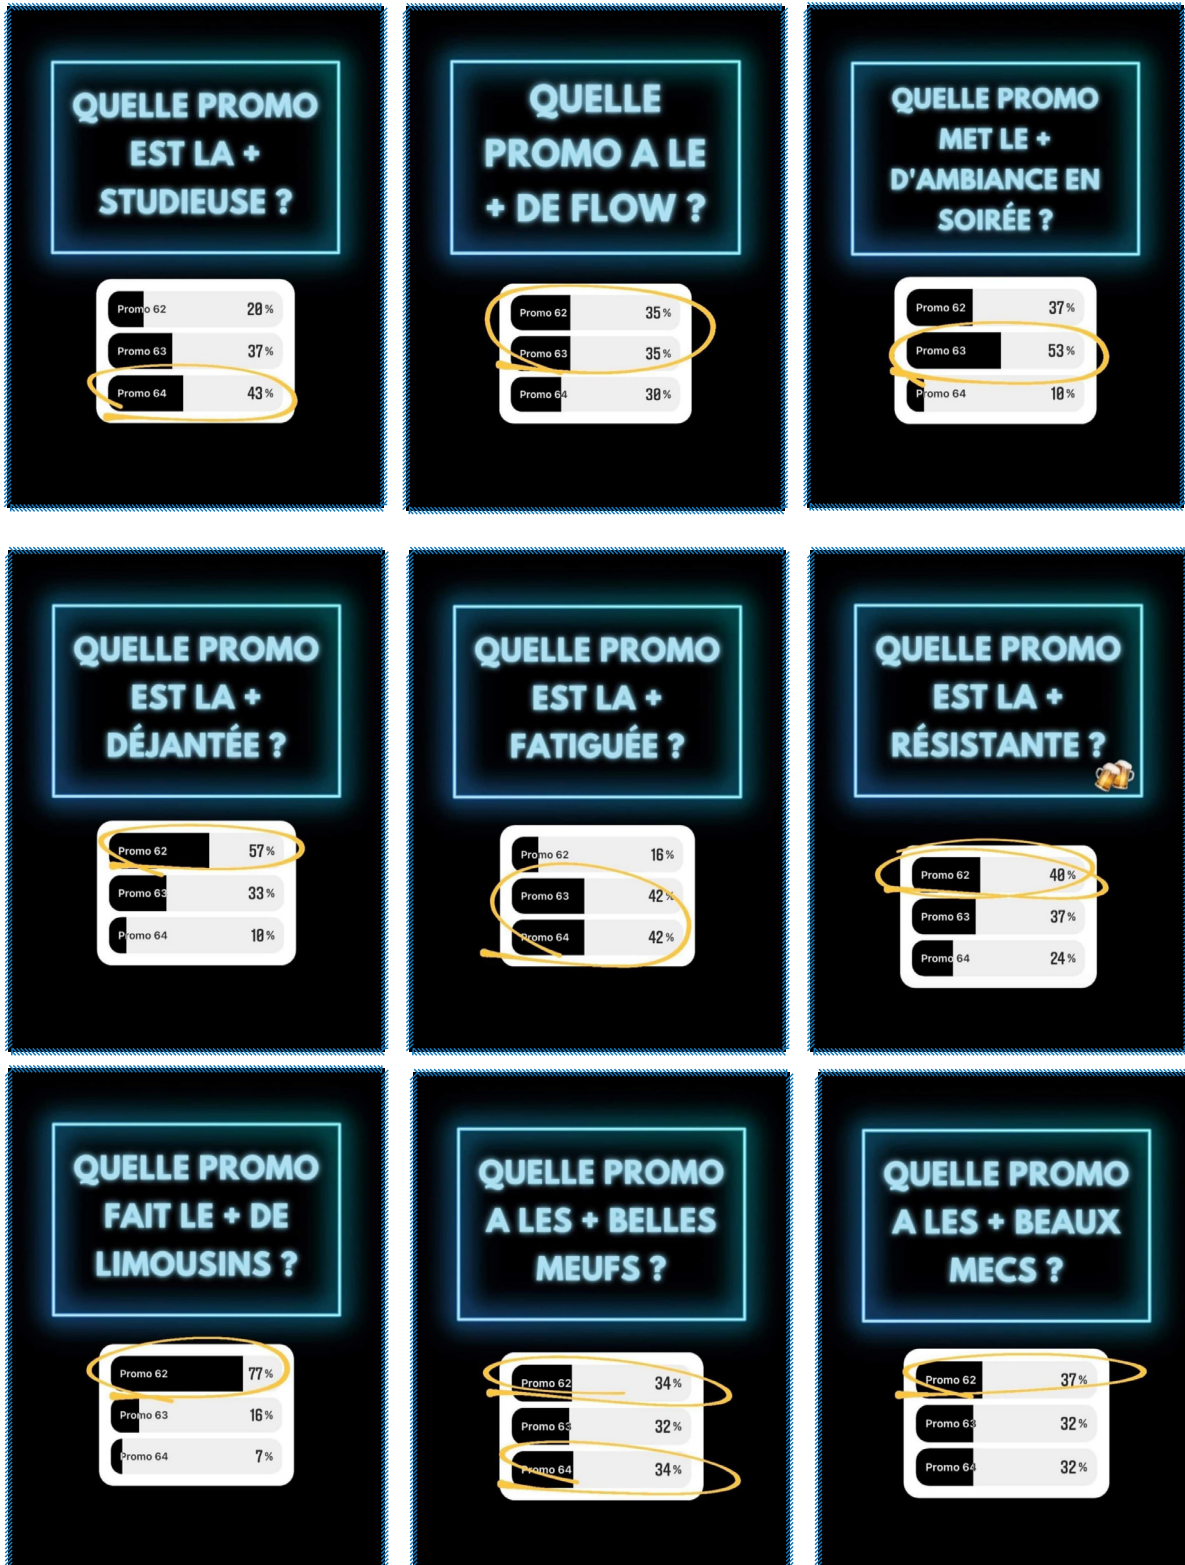 QUELLE PROMO
EST LA +
STUDIEUSE ?
Promo 62 20%
Promo 63 37%
Promo 64 43%
QUELLE
PROMO A LE
+ DE FLOW ?
Promo 62 35%
Promo 63 35%
Promo 64 30%
QUELLE PROMO
MET LE +
D'AMBIANCE EN
SOIRÉE ?
Promo 62 37%
Promo 63 53%
Promo 64 10%
QUELLE PROMO
EST LA +
DÉJANTÉE ?
Promo 62 57%
Promo 63 33%
Promo 64 10%
QUELLE PROMO
EST LA +
FATIGUÉE ?
Promo 62 16%
Promo 63 42%
Promo 64 42%
QUELLE PROMO
EST LA +
RÉSISTANTE ?
Promo 62 40%
Promo 63 37%
Promo 64 24%
QUELLE PROMO
FAIT LE + DE
LIMOUSINS ?
Promo 62 77%
Promo 63 16%
Promo 64 7%
QUELLE PROMO
A LES + BELLES
MEUFS ?
Promo 62 34%
Promo 63 32%
Promo 64 34%
QUELLE PROMO
A LES + BEAUX
MECS ?
Promo 62 37%
Promo 63 32%
Promo 64 32%